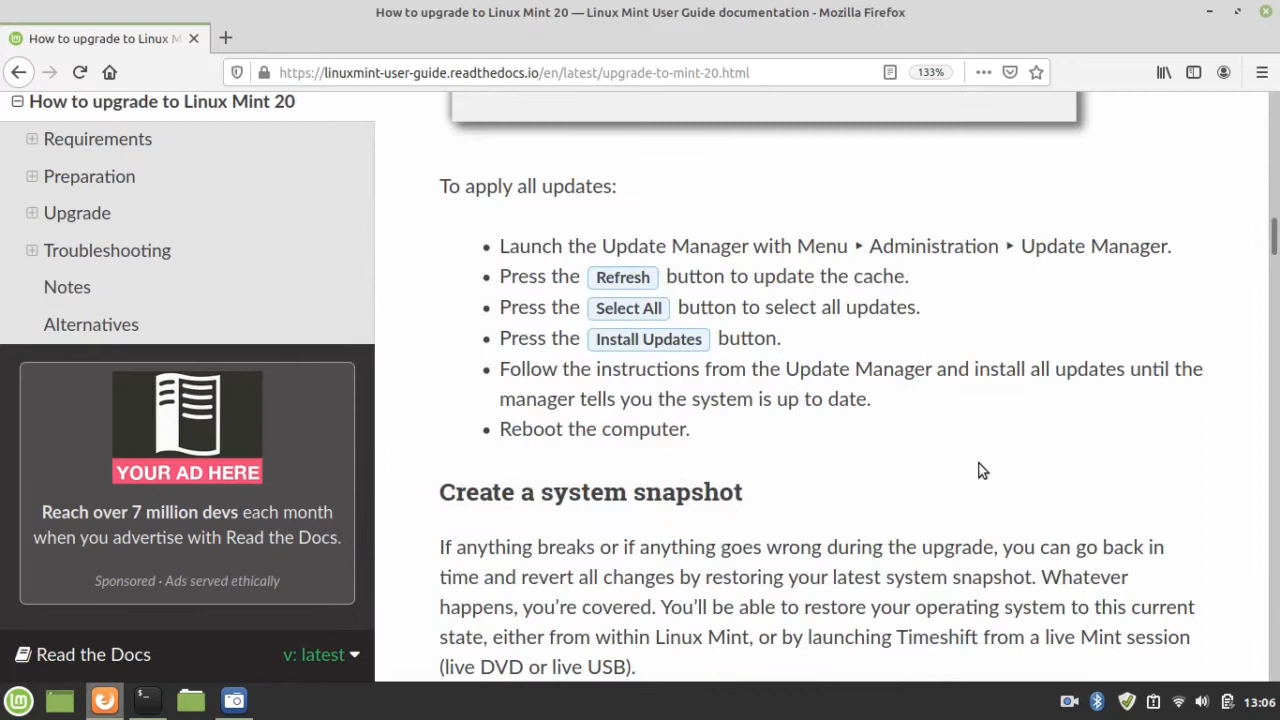 How to upgrade to Linux Mint 20 — Linux Mint User Guide documentation - Mozilla Firefox
How to upgrade to Linux M
https://linuxmint-user-guide.readthedocs.io/en/latest/upgrade-to-mint-20.html
133%
How to upgrade to Linux Mint 20
Requirements
Preparation
Upgrade
Troubleshooting
Notes
Alternatives
YOUR AD HERE
Reach over 7 million devs each month
when you advertise with Read the Docs.
Sponsored · Ads served ethically
Read the Docs
v: latest
To apply all updates:
Launch the Update Manager with Menu ‣ Administration ‣ Update Manager.
Press the Refresh button to update the cache.
Press the Select All button to select all updates.
Press the Install Updates button.
Follow the instructions from the Update Manager and install all updates until the
manager tells you the system is up to date.
Reboot the computer.
Create a system snapshot
If anything breaks or if anything goes wrong during the upgrade, you can go back in
time and revert all changes by restoring your latest system snapshot. Whatever
happens, you’re covered. You’ll be able to restore your operating system to this current
state, either from within Linux Mint, or by launching Timeshift from a live Mint session
(live DVD or live USB).
13:06